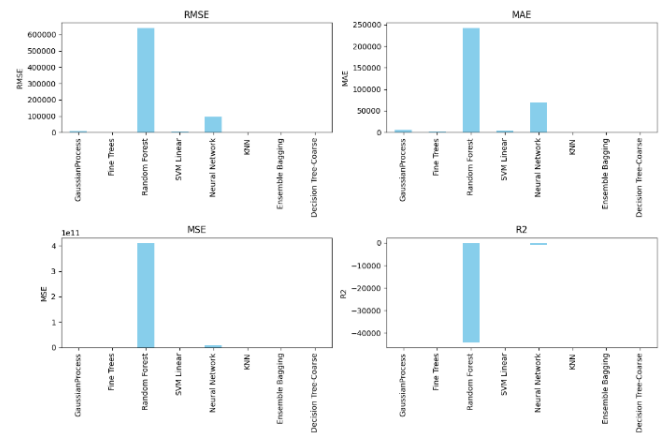 RMSE
RMSE
600000
500000
400000
300000
200000
100000
0
GaussianProcess
Fine Trees
Random Forest
SVM Linear
Neural Network
KNN
Ensemble Bagging
Decision Tree-Coarse
MAE
MAE
250000
200000
150000
100000
50000
0
GaussianProcess
Fine Trees
Random Forest
SVM Linear
Neural Network
KNN
Ensemble Bagging
Decision Tree-Coarse
MSE
1e11
MSE
4
3
2
1
0
GaussianProcess
Fine Trees
Random Forest
SVM Linear
Neural Network
KNN
Ensemble Bagging
Decision Tree-Coarse
R2
R2
0
−10000
−20000
−30000
−40000
GaussianProcess
Fine Trees
Random Forest
SVM Linear
Neural Network
KNN
Ensemble Bagging
Decision Tree-Coarse